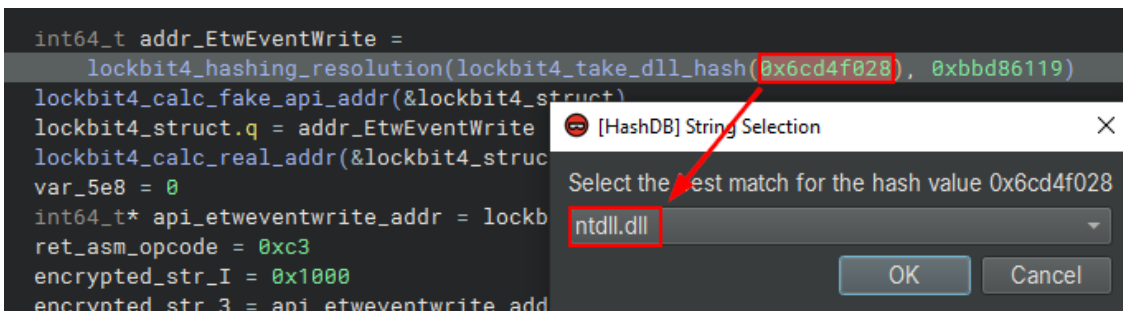 int64_t addr_EtwEventWrite =
lockbit4_hashing_resolution(lockbit4_take_dll_hash(0x6cd4f028), 0xbbd86119)
lockbit4_calc_fake_api_addr(&lockbit4_struct)
lockbit4_struct.q = addr_EtwEventWrite
lockbit4_calc_real_addr(&lockbit4_struc
var_5e8 = 0
int64_t* api_etweventwrite_addr = lockb
ret_asm_opcode = 0xc3
encrypted_str_I = 0x1000
encrypted_str_3 = api_etweventwrite_add
[HashDB] String Selection
Select the best match for the hash value 0x6cd4f028
ntdll.dll
OK
Cancel